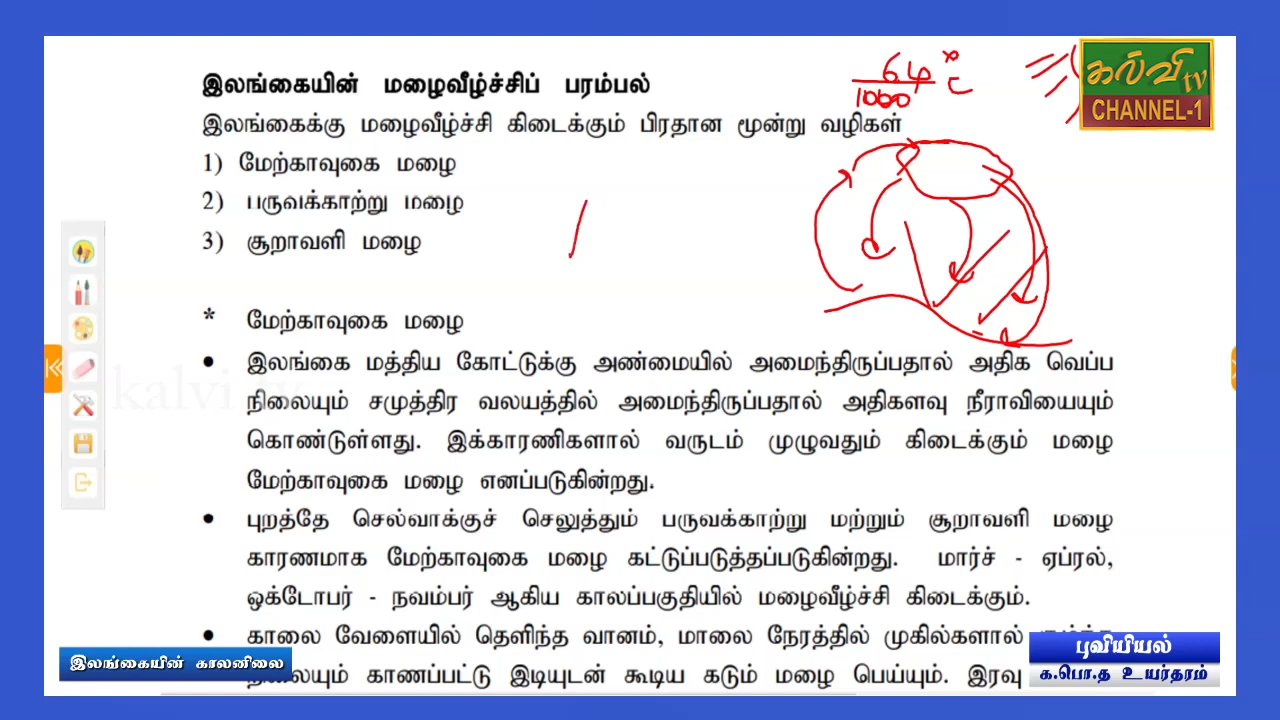 இலங்கையின் மழைவீழ்ச்சிப் பரம்பல்
இலங்கைக்கு மழைவீழ்ச்சி கிடைக்கும் பிரதான மூன்று வழிகள்
1) மேற்காவுகை மழை
2) பருவக்காற்று மழை
3) சூறாவளி மழை
* மேற்காவுகை மழை
• இலங்கை மத்திய கோட்டுக்கு அண்மையில் அமைந்திருப்பதால் அதிக வெப்ப
நிலையும் சமுத்திர வலயத்தில் அமைந்திருப்பதால் அதிகளவு நீராவியையும்
கொண்டுள்ளது. இக்காரணிகளால் வருடம் முழுவதும் கிடைக்கும் மழை
மேற்காவுகை மழை எனப்படுகின்றது.
• புறத்தே செல்வாக்குச் செலுத்தும் பருவக்காற்று மற்றும் சூறாவளி மழை
காரணமாக மேற்காவுகை மழை கட்டுப்படுத்தப்படுகின்றது. மார்ச் - ஏப்ரல்,
ஒக்டோபர் - நவம்பர் ஆகிய காலப்பகுதியில் மழைவீழ்ச்சி கிடைக்கும்.
• காலை வேளையில் தெளிந்த வானம், மாலை நேரத்தில் முகில்களால்
காணப்பட்டு இடியுடன் கூடிய கடும் மழை பெய்யும். இரவு
1000
C
கல்வி tv
CHANNEL-1
kalvi tv
இலங்கையின் காலனிலை
புவியியல்
க.பொ.த உயர்தரம்